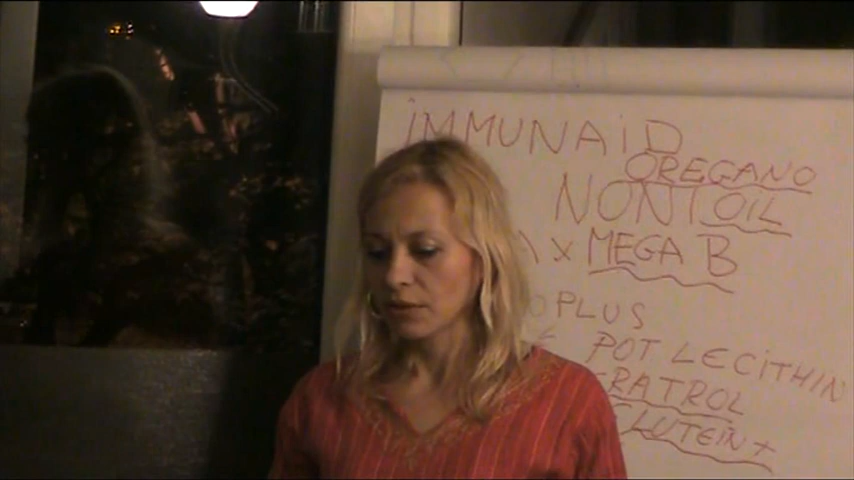 IMMUNAID
OREGANO
NONI OIL
X MEGA B
PLUS
POT LECITHIN
RATROL
LUTEIN +